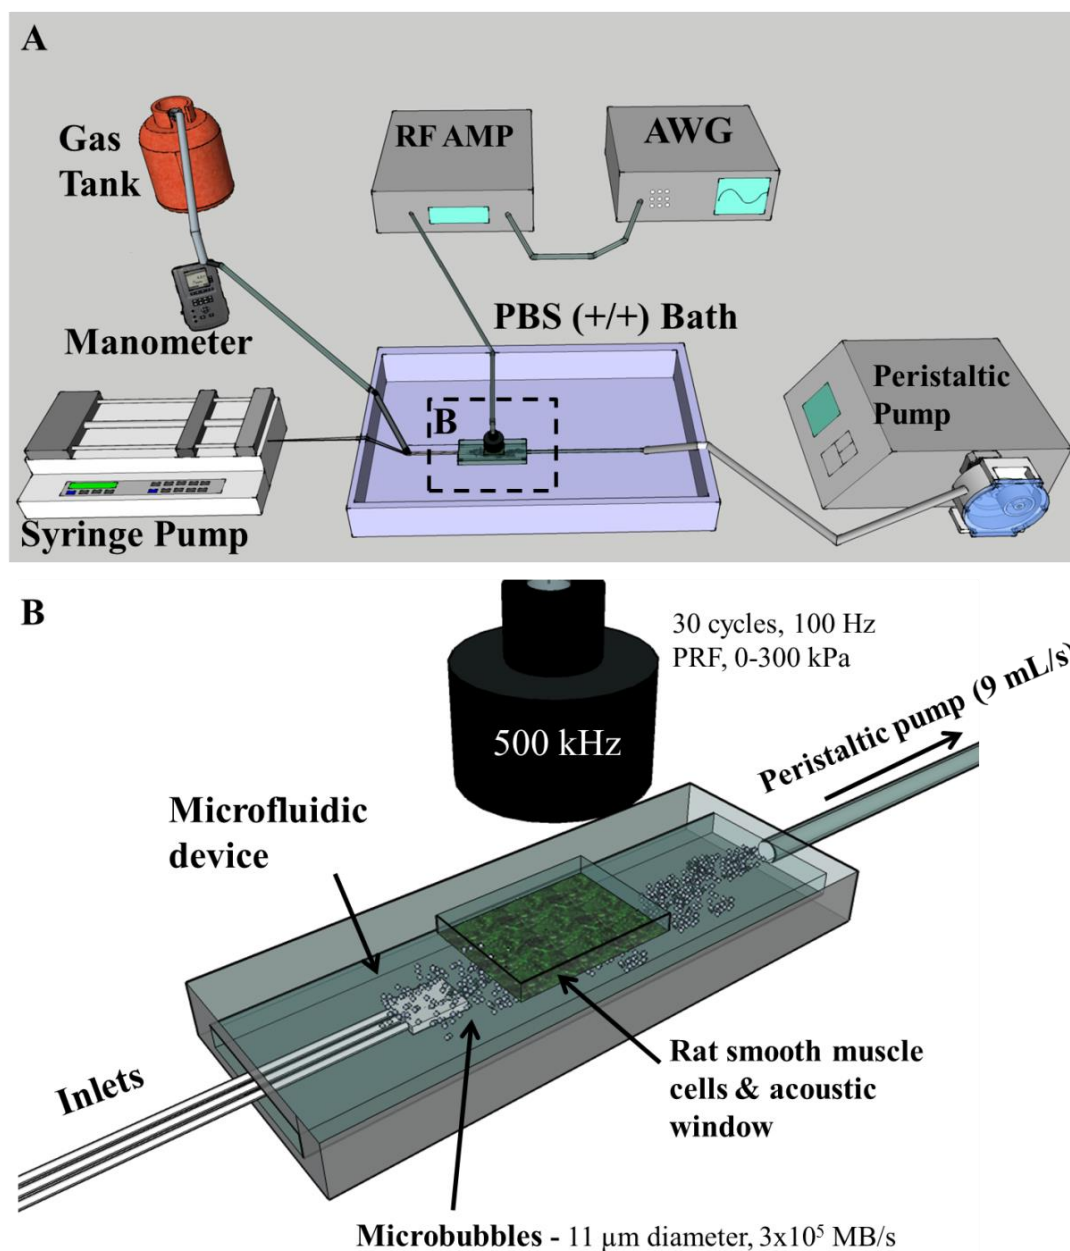 A
Gas
Tank
RF AMP
AWG
Manometer
PBS (+/+) Bath
B
Peristaltic
Pump
Syringe Pump
B
30 cycles, 100 Hz
PRF, 0-300 kPa
500 kHz
Peristaltic pump (9 mL/s)
Microfluidic
device
Inlets
Rat smooth muscle
cells & acoustic
window
Microbubbles - 11 µm diameter, 3x10⁵ MB/s